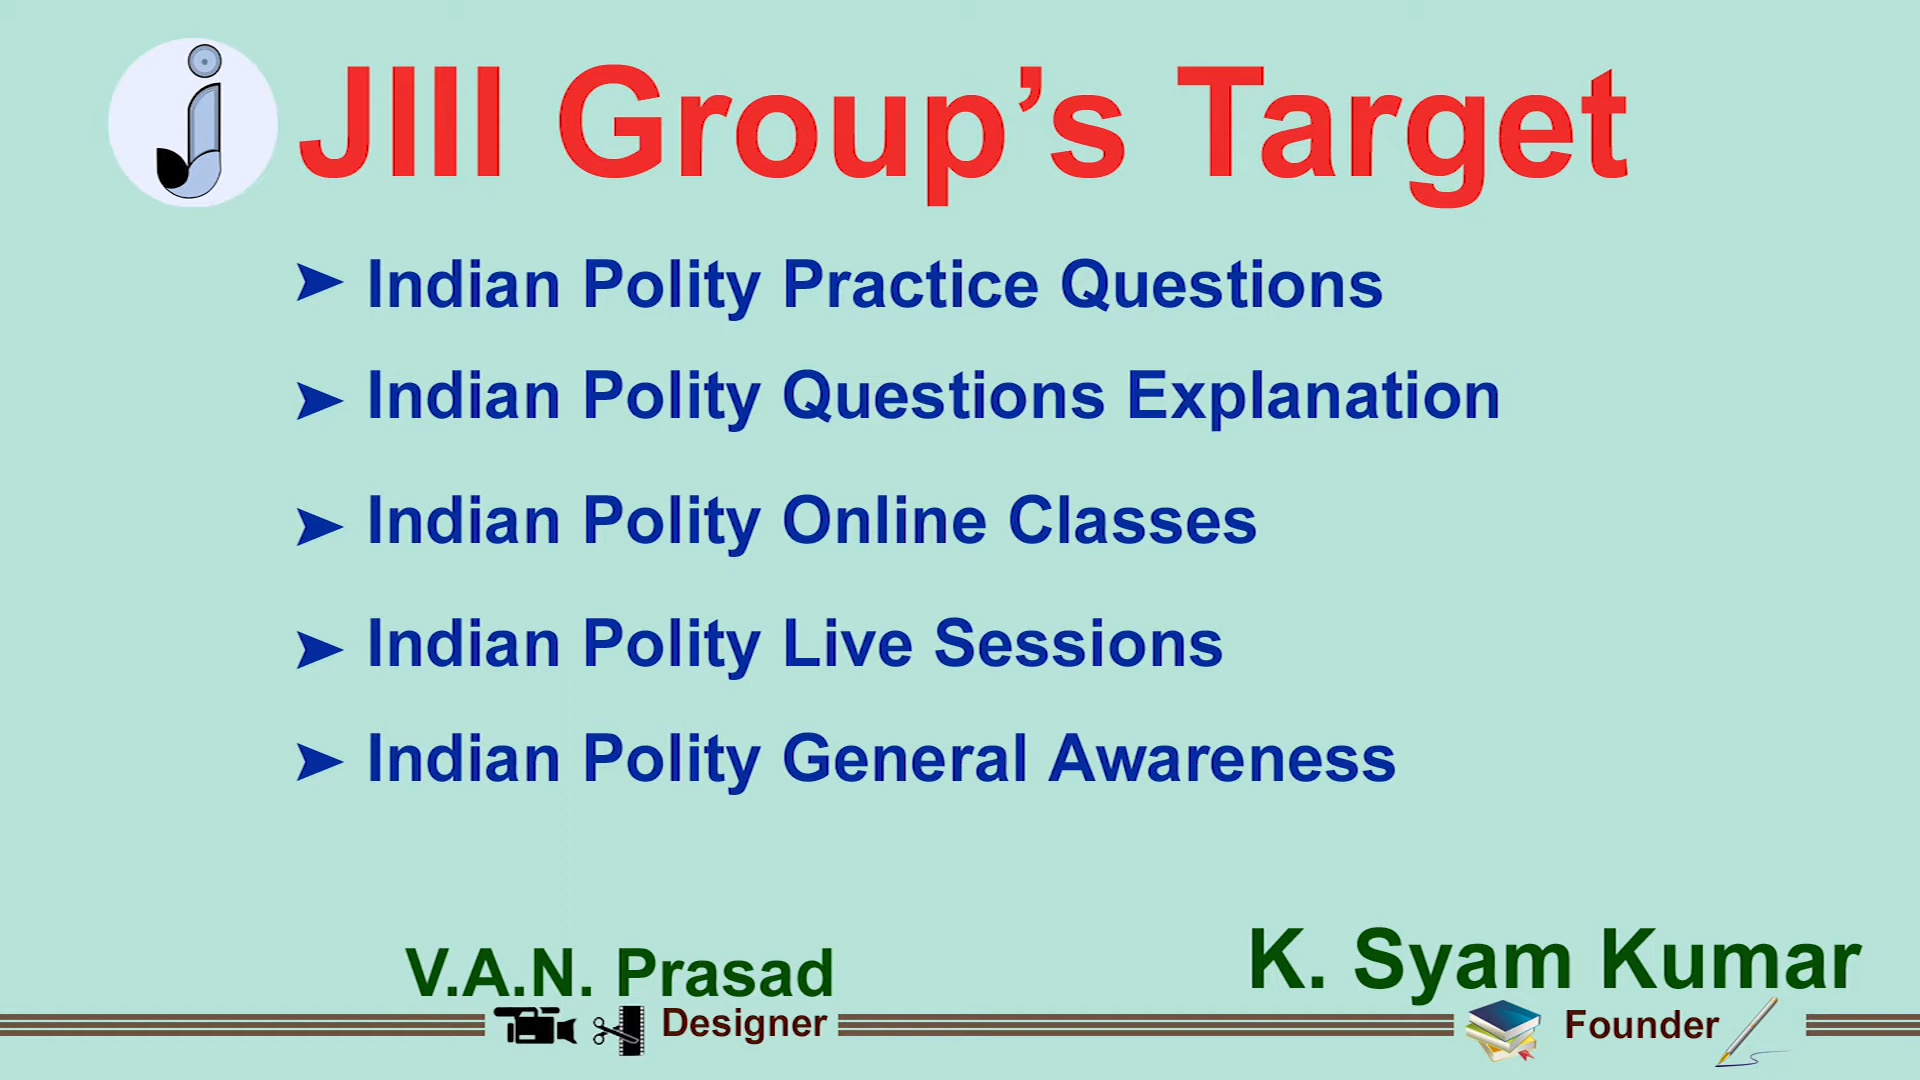 JIII Group’s Target
➤ Indian Polity Practice Questions
➤ Indian Polity Questions Explanation
➤ Indian Polity Online Classes
➤ Indian Polity Live Sessions
➤ Indian Polity General Awareness
V.A.N. Prasad
Designer
K. Syam Kumar
Founder